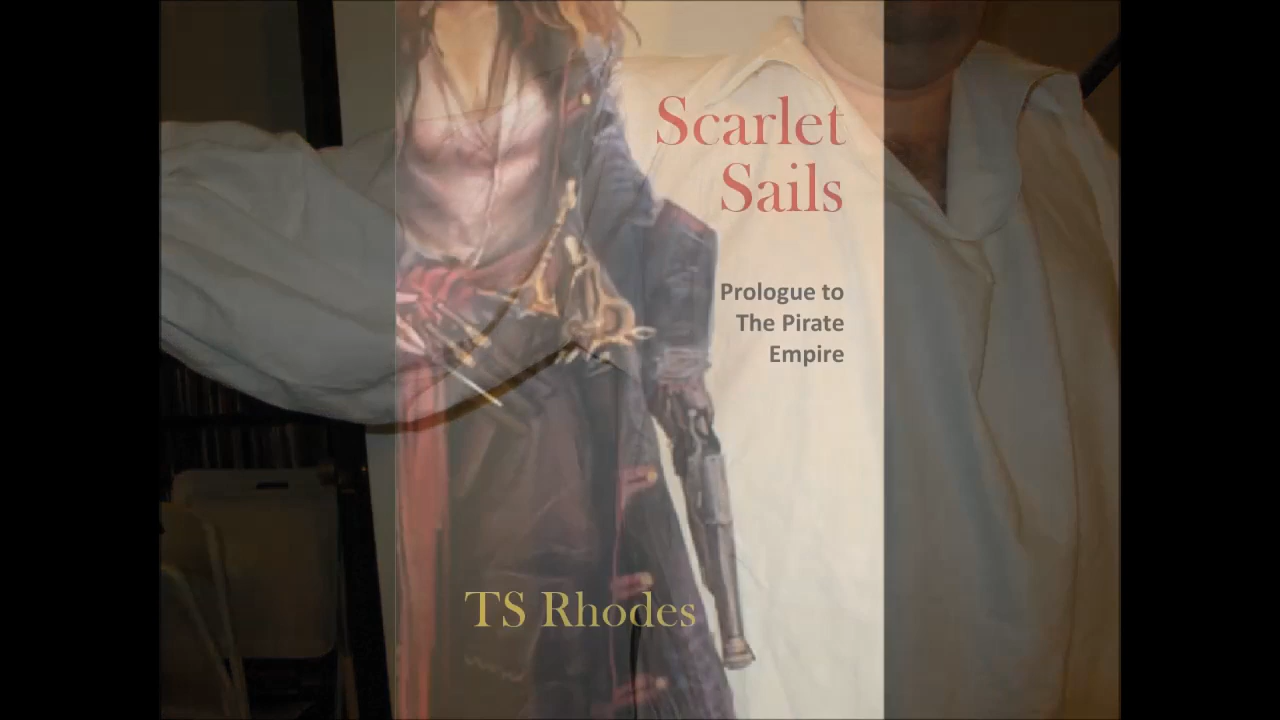 Scarlet
Sails
Prologue to
The Pirate
Empire
TS Rhodes